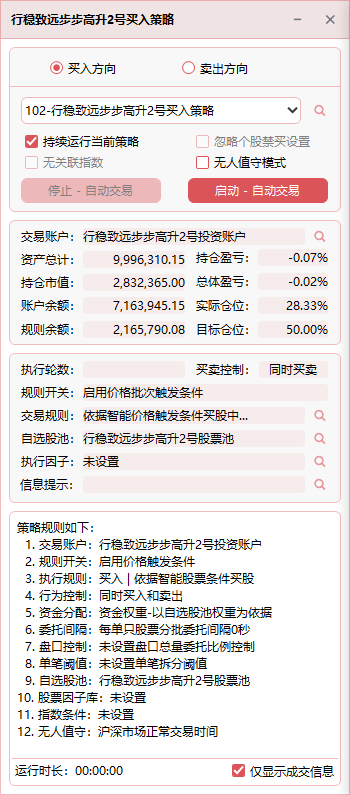 行稳致远步步高升2号买入策略
买入方向 卖出方向
102-行稳致远步步高升2号买入策略
持续运行当前策略 忽略个股禁买设置
无关联指数 无人值守模式
停止 - 自动交易 启动 - 自动交易
交易账户: 行稳致远步步高升2号投资账户
资产总计: 9,996,310.15 持仓盈亏: -0.07%
持仓市值: 2,832,365.00 总体盈亏: -0.02%
账户余额: 7,163,945.15 实际仓位: 28.33%
规则余额: 2,165,790.08 目标仓位: 50.00%
执行轮数: 买卖控制: 同时买卖
规则开关: 启用价格批次触发条件
交易规则: 依据智能价格触发条件买股中...
自选股池: 行稳致远步步高升2号股票池
执行因子: 未设置
信息提示:
策略规则如下:
1. 交易账户: 行稳致远步步高升2号投资账户
2. 规则开关: 启用价格触发条件
3. 执行规则: 买入 | 依据智能股票条件买股
4. 行为控制: 同时买入和卖出
5. 资金分配: 资金权重-以自选股池权重为依据
6. 委托间隔: 每单只股票分批委托间隔0秒
7. 盘口控制: 未设置盘口总量委托比例控制
8. 单笔阈值: 未设置单笔拆分阈值
9. 自选股池: 行稳致远步步高升2号股票池
10. 股票因子库: 未设置
11. 指数条件: 未设置
12. 无人值守: 沪深市场正常交易时间
运行时长: 00:00:00 仅显示成交信息